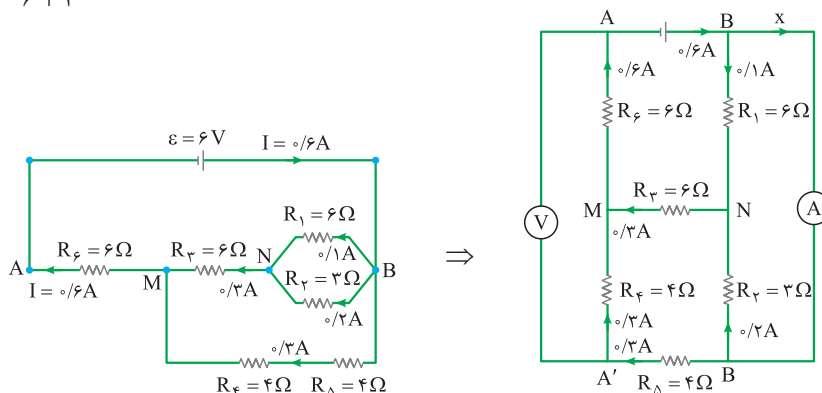 A B x
۰/۶A
۰/۶A ۰/۱A
ε = ۶V I = ۰/۶A
R۶ = ۶Ω R۱ = ۶Ω
R۳ = ۶Ω
M N
۰/۳A
V A
R۱ = ۶Ω
R۶ = ۶Ω R۳ = ۶Ω N ۰/۱A
A M B
R۲ = ۳Ω
I = ۰/۶A ۰/۳A ۰/۲A
⇒
R۴ = ۴Ω R۲ = ۳Ω
۰/۳A ۰/۲A
۰/۳A
۰/۳A
R۴ = ۴Ω R۵ = ۴Ω
A′ R۵ = ۴Ω B